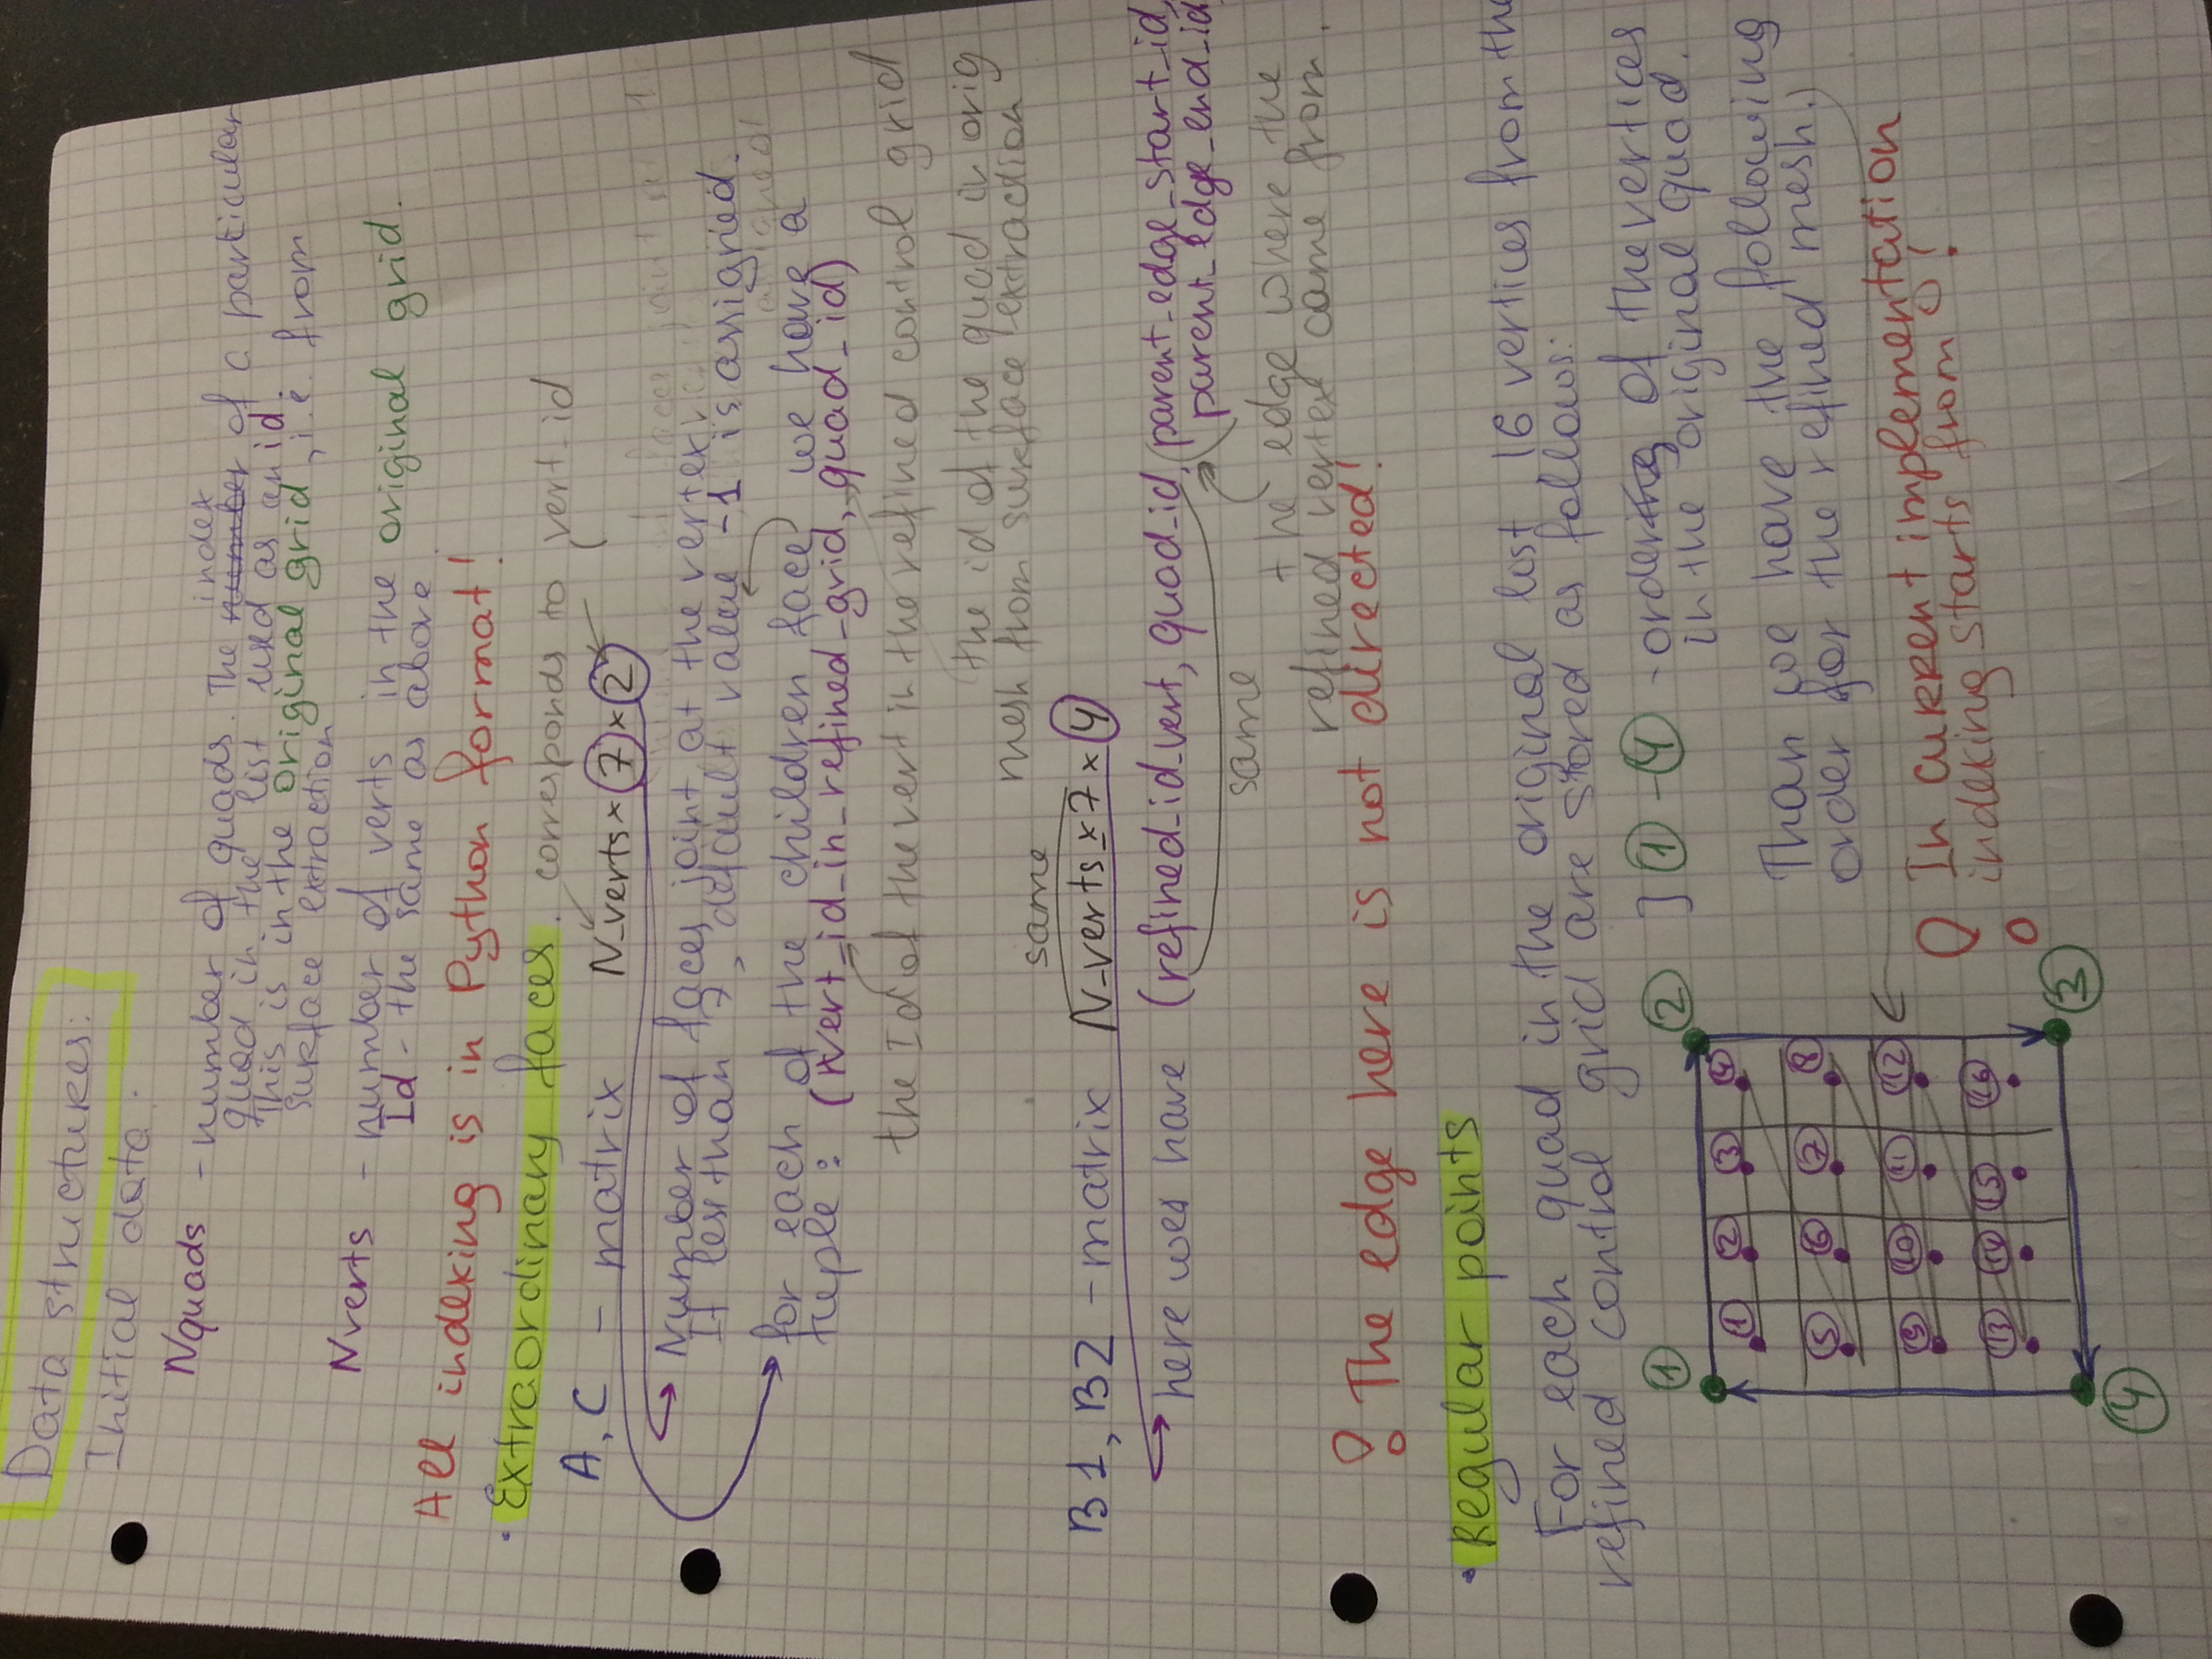 Data structures:
Initial data:
Nquads - number of quads. The number index of a particular
quad in the list used as an id.
This is in the original grid, i.e. from
surface extraction
Nverts - number of verts in the original grid.
Id - the same as above
All indexing is in Python format!
• Extraordinary faces. corresponds to vert_id
A, C - matrix N_verts × 7 × 2
Number of faces joint at the vertex.
If less than 7, default value -1 is assigned.
for each of the children face we have a
tuple: (vert_id_in_refined_grid, quad_id)
the Id of the vert in the refined control grid
the id of the quad in orig
mesh from surface extraction
same
B1, B2 - matrix N_verts × 7 × 4
here wer have (refined_id_vert, quad_id, parent_edge_start_id,
parent_edge_end_id
same
the edge where the
refined vertex came from.
! The edge here is not directed!
• Regular points
For each quad in the original lust 16 verties from the
refined control grid are stored as follows:
1 2 3 4
1 2 3 4
5 6 7 8
9 10 11 12
13 14 15 16
] 1 - 4 - ordering of the vertices
in the original quad.
Than we have the following
order for the refined mesh.)
! In current implementation
indexing starts from 0!